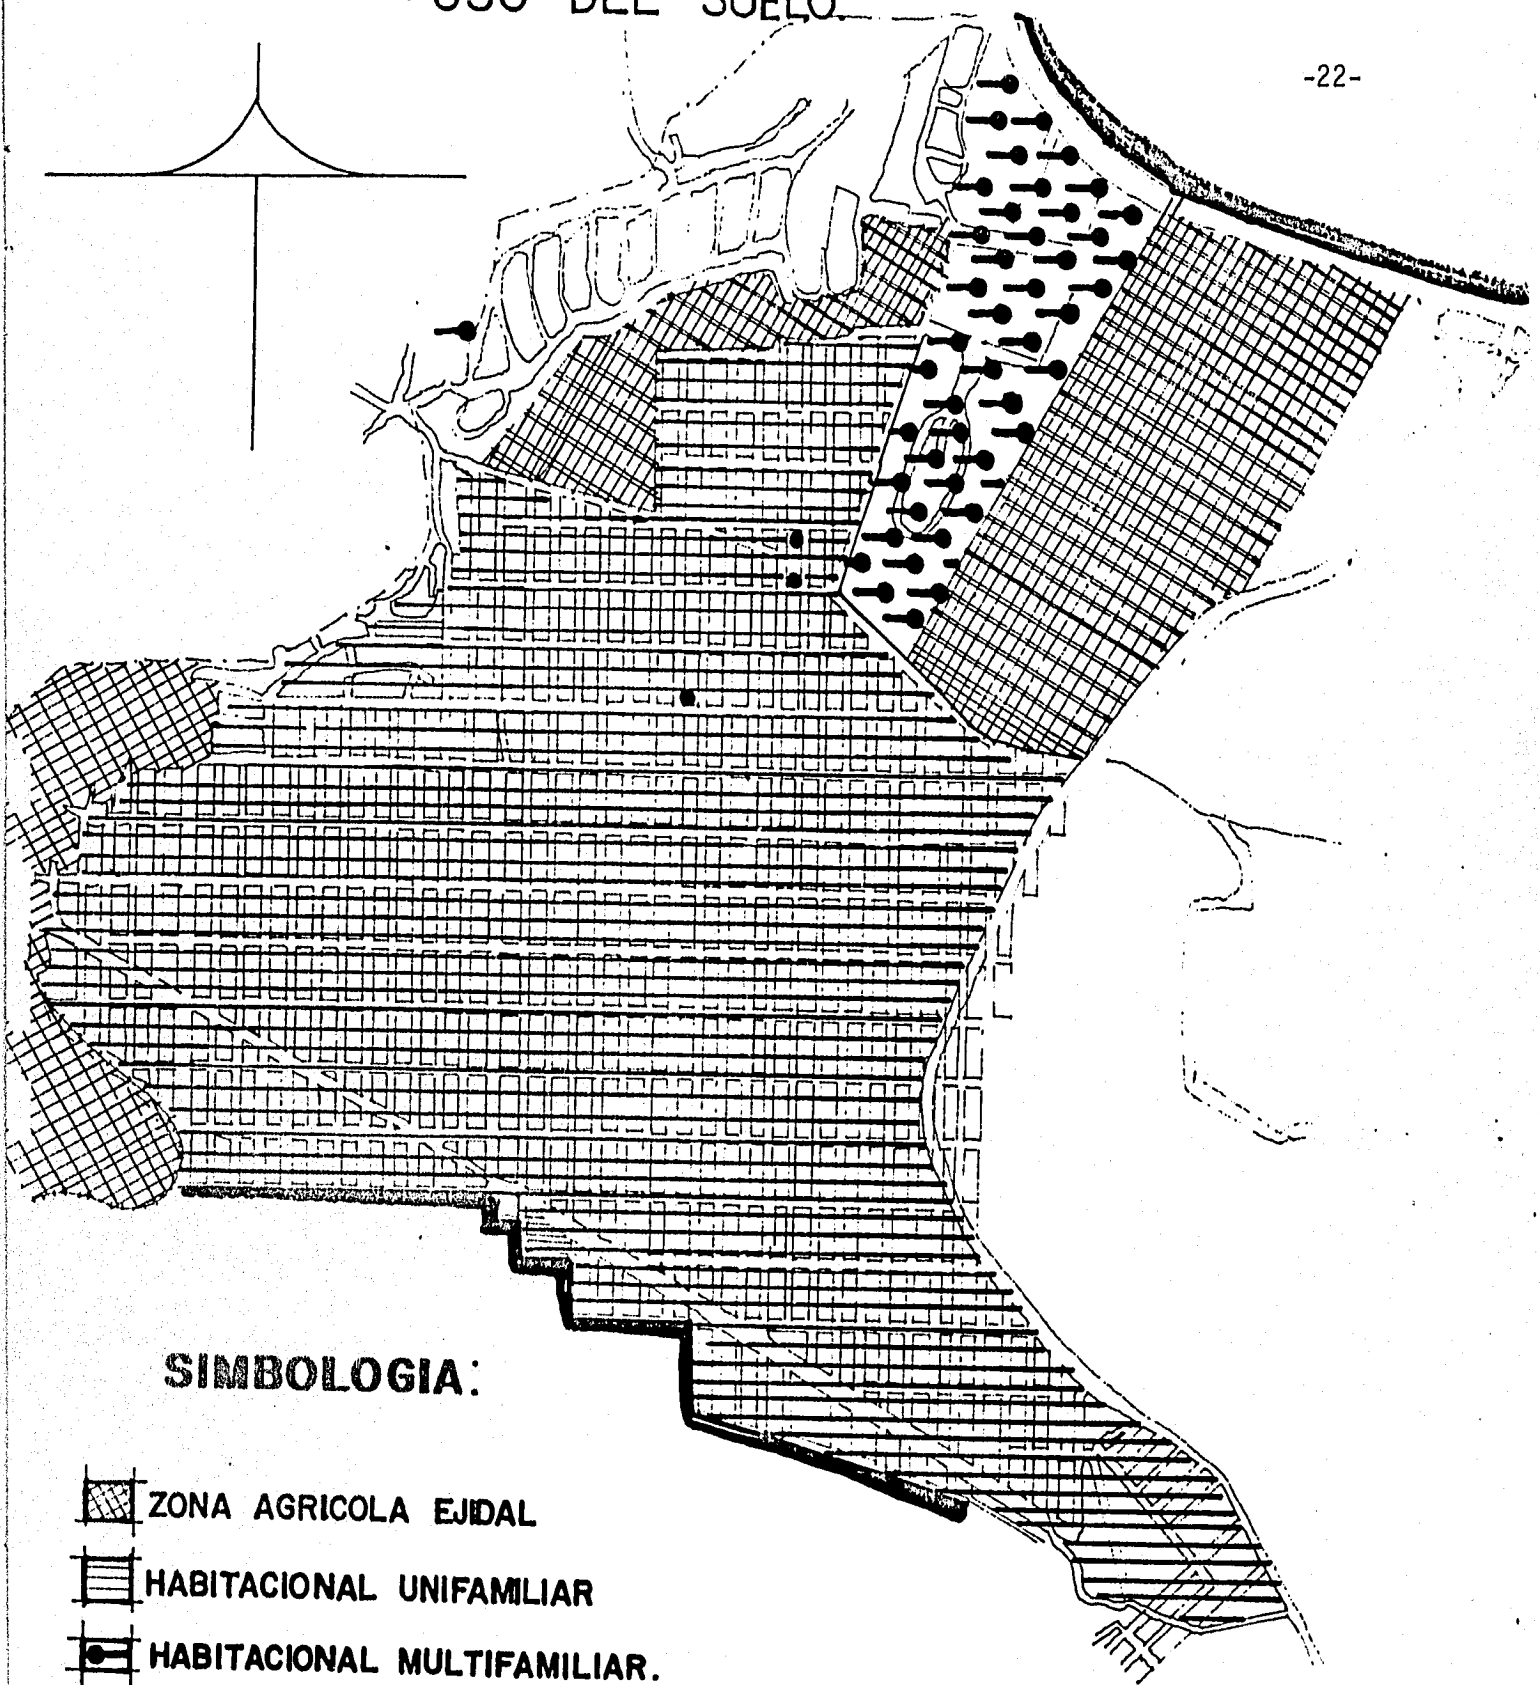 USO DEL SUELO.
-22-
SIMBOLOGIA:
ZONA AGRICOLA EJIDAL
HABITACIONAL UNIFAMILIAR
HABITACIONAL MULTIFAMILIAR.